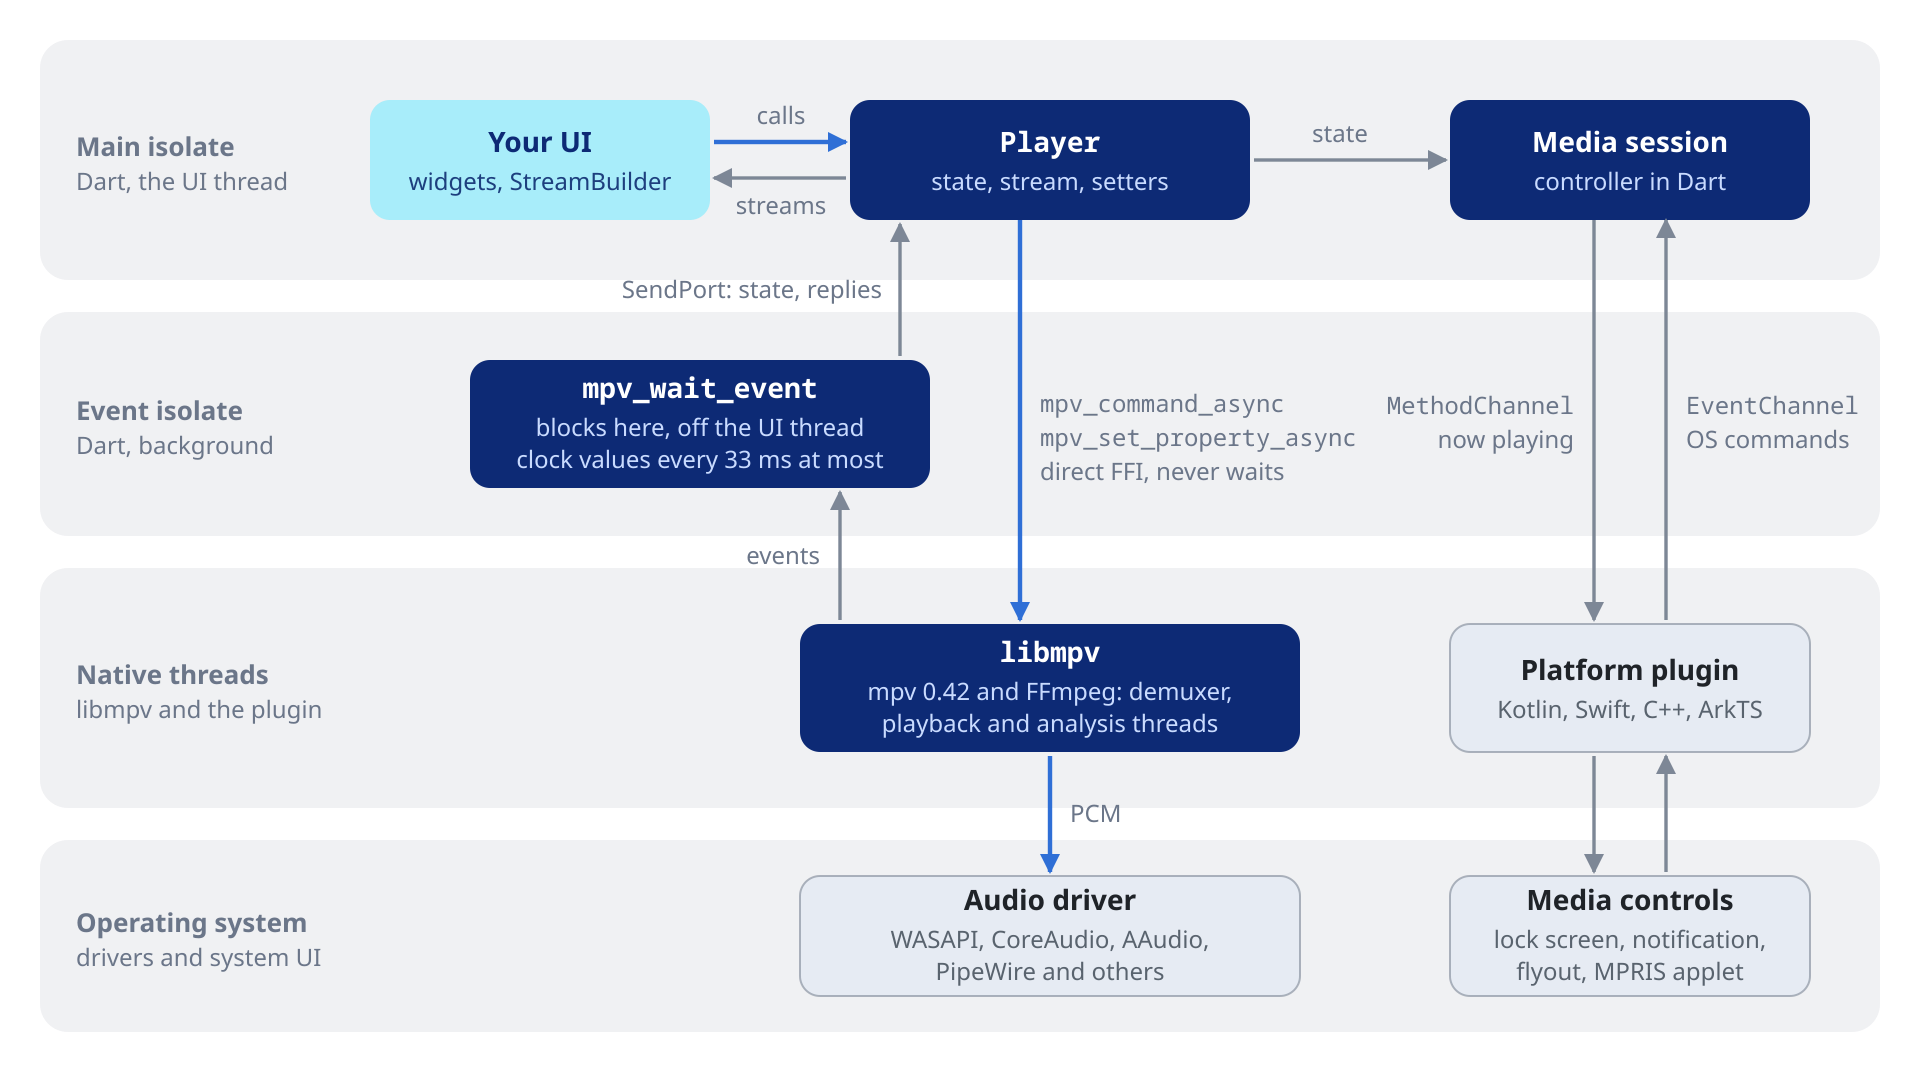 Main isolate
Dart, the UI thread
Your UI
widgets, StreamBuilder
calls
streams
Player
state, stream, setters
state
Media session
controller in Dart
SendPort: state, replies
Event isolate
Dart, background
mpv_wait_event
blocks here, off the UI thread
clock values every 33 ms at most
mpv_command_async
mpv_set_property_async
direct FFI, never waits
MethodChannel
now playing
EventChannel
OS commands
events
Native threads
libmpv and the plugin
libmpv
mpv 0.42 and FFmpeg: demuxer,
playback and analysis threads
Platform plugin
Kotlin, Swift, C++, ArkTS
PCM
Operating system
drivers and system UI
Audio driver
WASAPI, CoreAudio, AAudio,
PipeWire and others
Media controls
lock screen, notification,
flyout, MPRIS applet